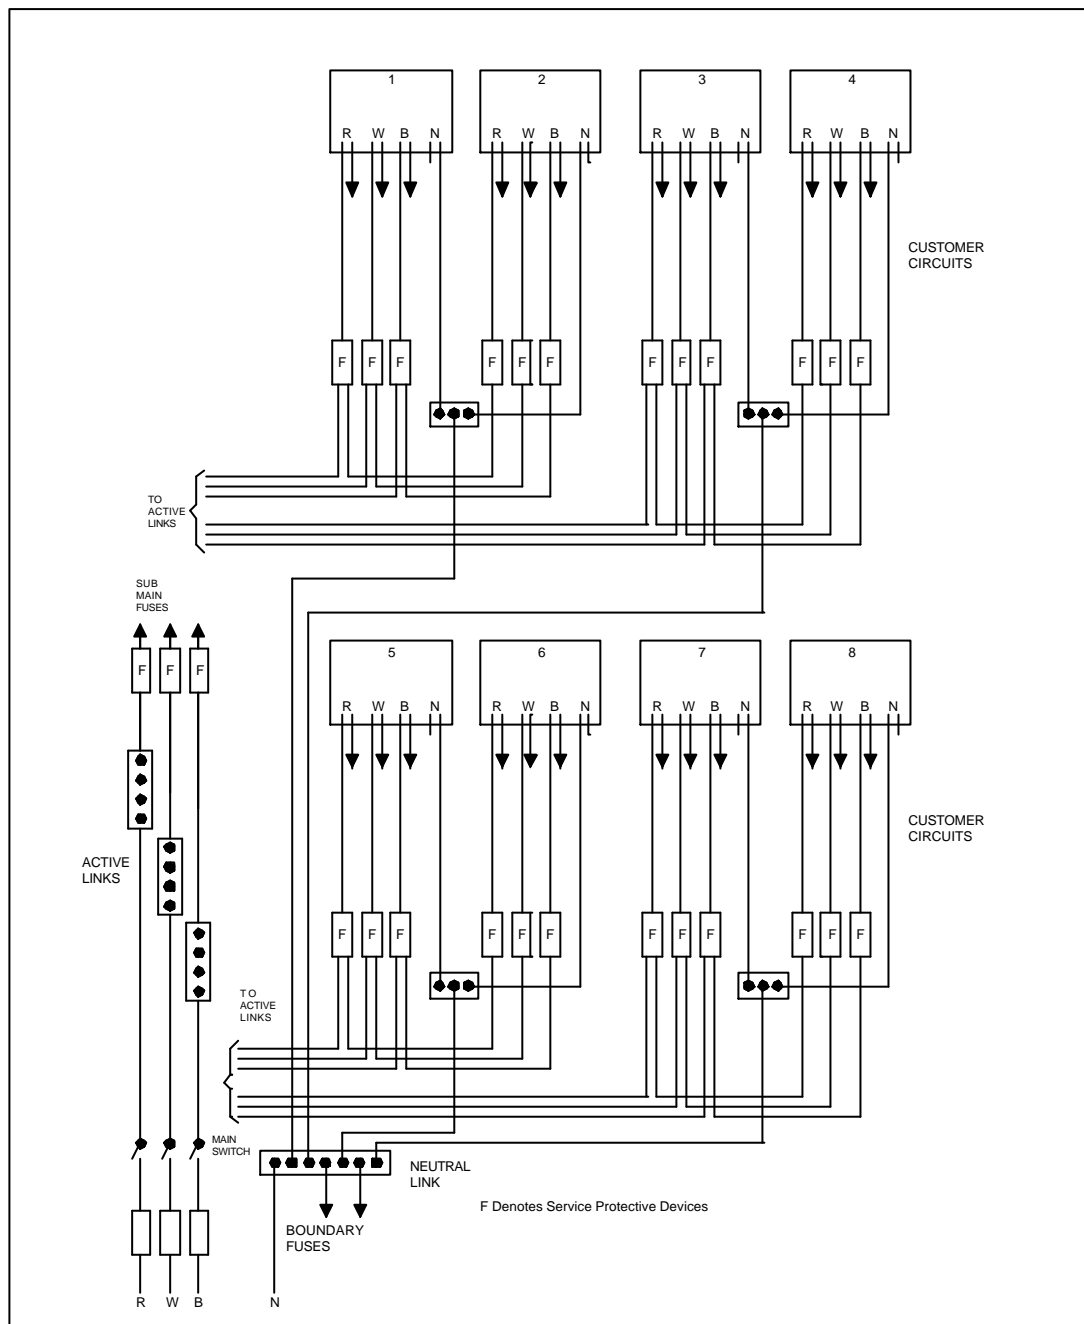 1 2 3 4
R W B N R W B N R W B N R W B N
CUSTOMER
CIRCUITS
F F F F F F F F F F F F
TO
ACTIVE
LINKS
SUB
MAIN
FUSES
5 6 7 8
F F F
R W B N R W B N R W B N R W B N
CUSTOMER
CIRCUITS
ACTIVE
LINKS
F F F F F F F F F F F F
T O
ACTIVE
LINKS
MAIN
SWITCH
NEUTRAL
LINK
F Denotes Service Protective Devices
BOUNDARY
FUSES
R W B N